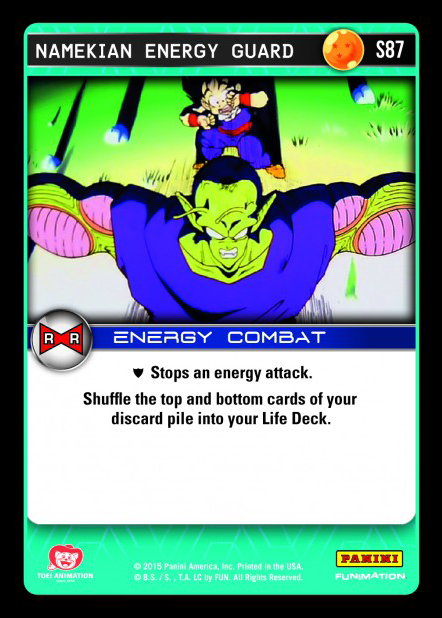 NAMEKIAN ENERGY GUARD S87
R R
ENERGY COMBAT
Stops an energy attack.
Shuffle the top and bottom cards of your
discard pile into your Life Deck.
TOEI ANIMATION
© 2015 Panini America, Inc. Printed in the USA.
© B.S. / S. , T.A. LC by FUN. All Rights Reserved.
PANINI
FUNIMATION